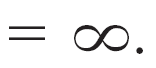 = ∞.